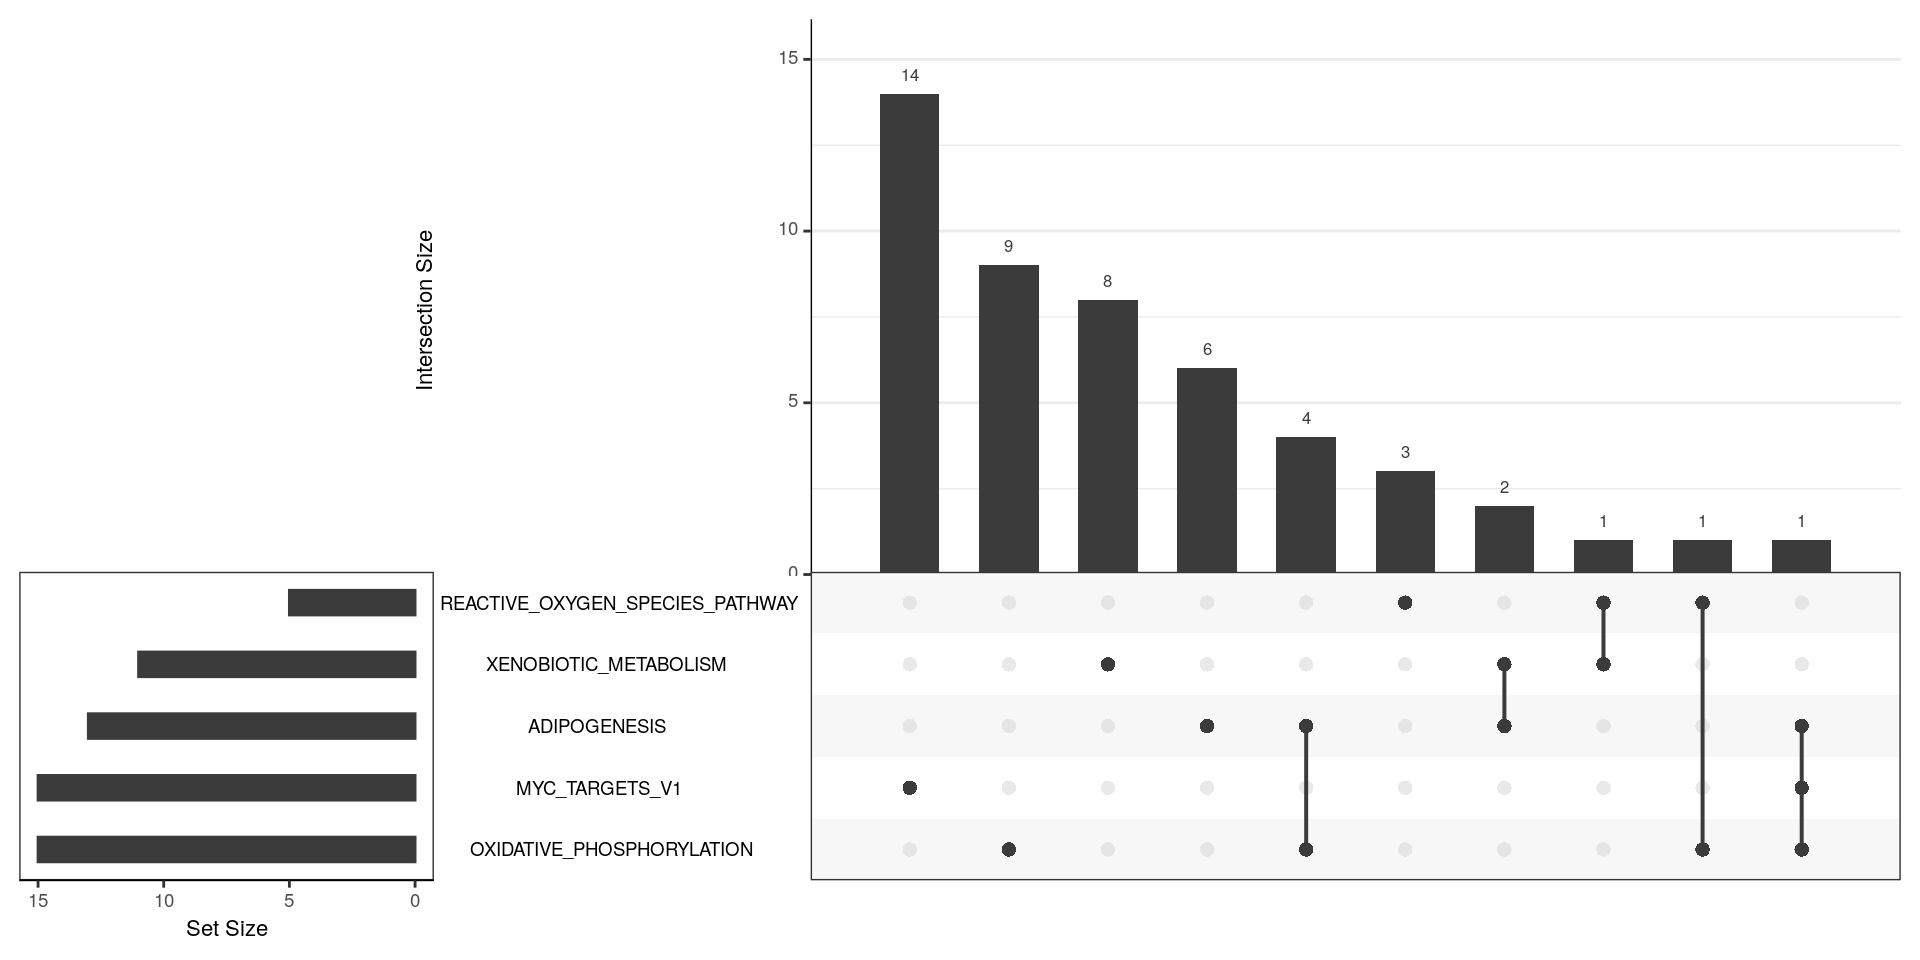 15
14
10
9
8
Intersection Size
6
5
4
3
2
1
1
1
0
REACTIVE_OXYGEN_SPECIES_PATHWAY
XENOBIOTIC_METABOLISM
ADIPOGENESIS
MYC_TARGETS_V1
OXIDATIVE_PHOSPHORYLATION
15 10 5 0
Set Size